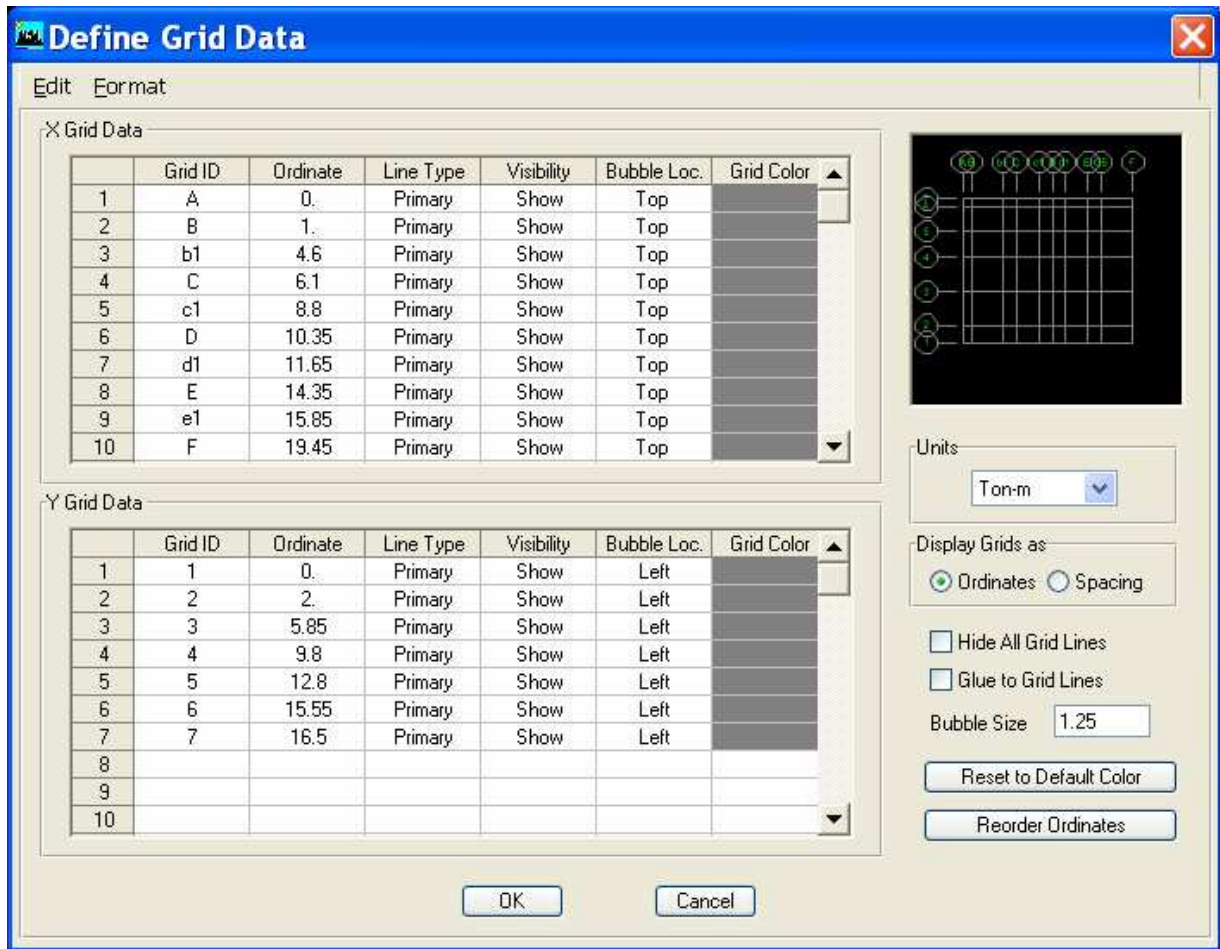 Define Grid Data
Edit Format
X Grid Data
Grid ID Ordinate Line Type Visibility Bubble Loc. Grid Color
1 A 0. Primary Show Top
2 B 1. Primary Show Top
3 b1 4.6 Primary Show Top
4 C 6.1 Primary Show Top
5 c1 8.8 Primary Show Top
6 D 10.35 Primary Show Top
7 d1 11.65 Primary Show Top
8 E 14.35 Primary Show Top
9 e1 15.85 Primary Show Top
10 F 19.45 Primary Show Top
Y Grid Data
Grid ID Ordinate Line Type Visibility Bubble Loc. Grid Color
1 1 0. Primary Show Left
2 2 2. Primary Show Left
3 3 5.85 Primary Show Left
4 4 9.8 Primary Show Left
5 5 12.8 Primary Show Left
6 6 15.55 Primary Show Left
7 7 16.5 Primary Show Left
8
9
10
Units
Ton-m
Display Grids as
Ordinates Spacing
Hide All Grid Lines
Glue to Grid Lines
Bubble Size 1.25
Reset to Default Color
Reorder Ordinates
OK Cancel